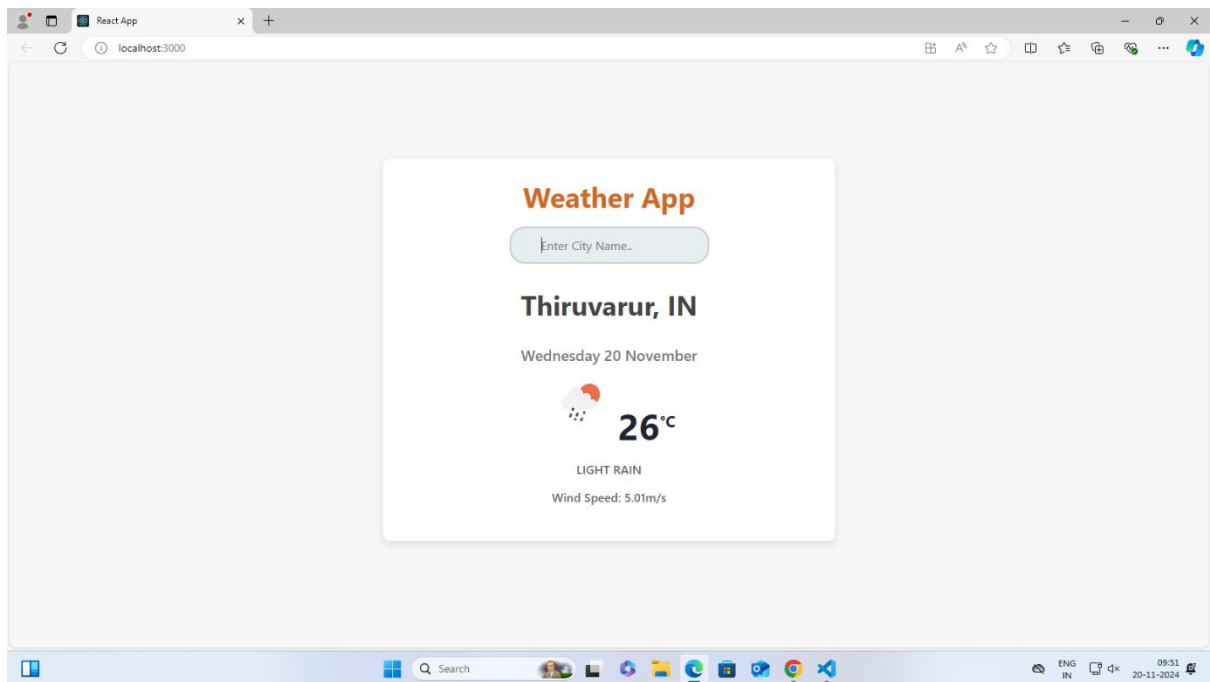 React App
localhost:3000
Weather App
Enter City Name..
Thiruvarur, IN
Wednesday 20 November
26°C
LIGHT RAIN
Wind Speed: 5.01m/s
Search
ENG
IN
09:51
20-11-2024